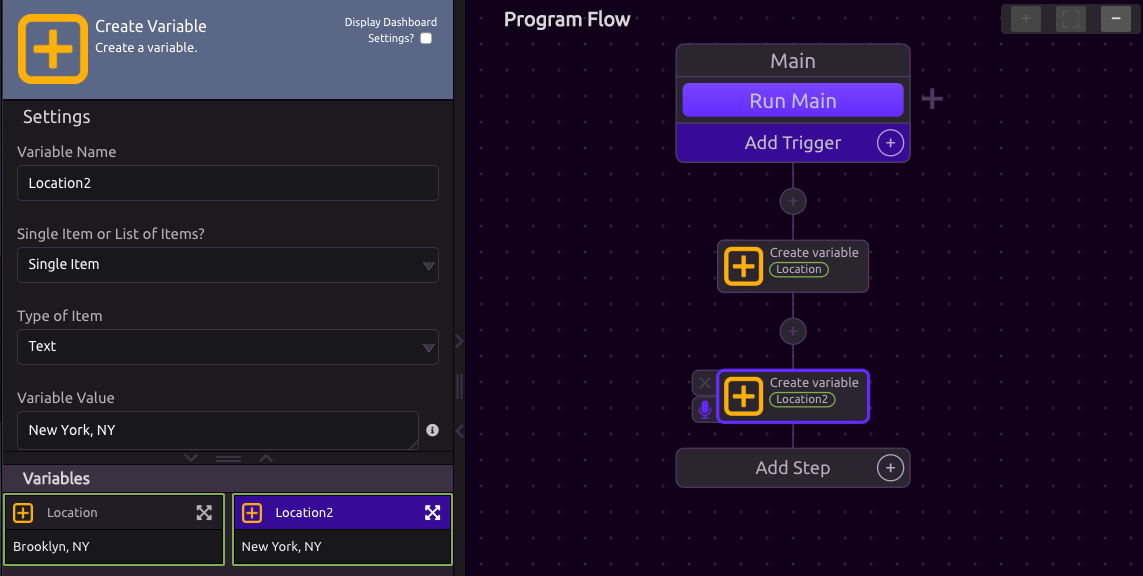 Create Variable
Create a variable.
Display Dashboard
Settings?
Settings
Variable Name
Location2
Single Item or List of Items?
Single Item
Type of Item
Text
Variable Value
New York, NY
Variables
Location
Brooklyn, NY
Location2
New York, NY
Program Flow
Main
Run Main
Add Trigger
Create variable
Location
Create variable
Location2
Add Step